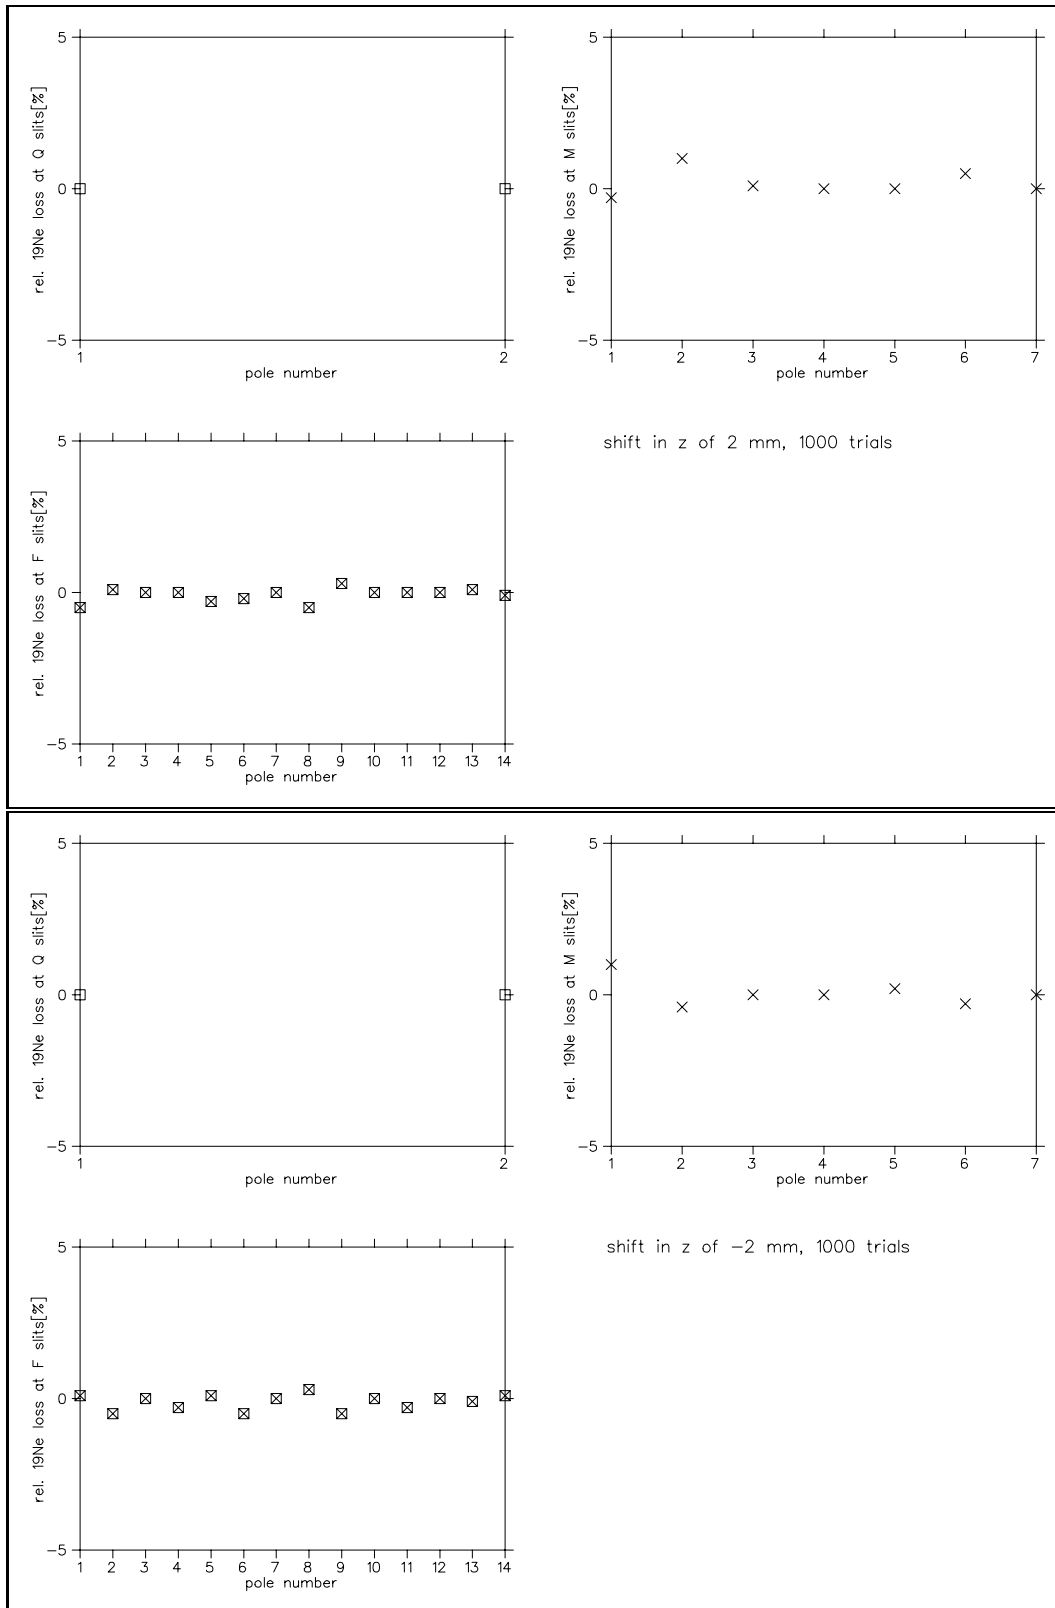 5
0
−5
rel. 19Ne loss at Q slits[%]
1
2
pole number
5
0
−5
rel. 19Ne loss at M slits[%]
1 2 3 4 5 6 7
pole number
5
0
−5
rel. 19Ne loss at F slits[%]
1 2 3 4 5 6 7 8 9 10 11 12 13 14
pole number
shift in z of 2 mm, 1000 trials
5
0
−5
rel. 19Ne loss at Q slits[%]
1
2
pole number
5
0
−5
rel. 19Ne loss at M slits[%]
1 2 3 4 5 6 7
pole number
5
0
−5
rel. 19Ne loss at F slits[%]
1 2 3 4 5 6 7 8 9 10 11 12 13 14
pole number
shift in z of −2 mm, 1000 trials